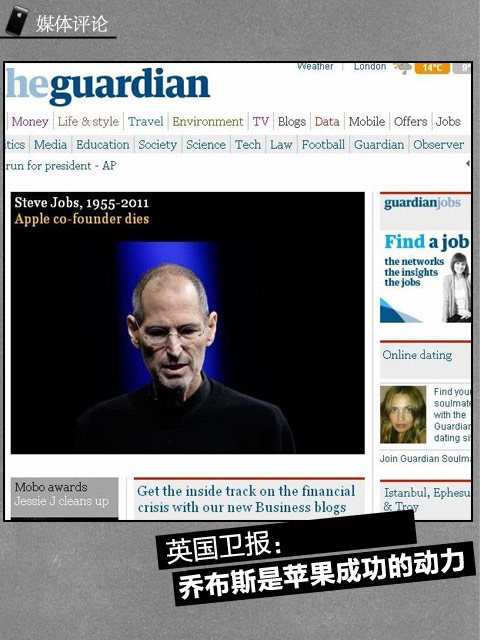 媒体评论
heguardian
Weather London 14°C 9°
Money Life & style Travel Environment TV Blogs Data Mobile Offers Jobs
tics Media Education Society Science Tech Law Football Guardian Observer
run for president - AP
Steve Jobs, 1955-2011
Apple co-founder dies
guardianjobs
Find a job
the networks
the insights
the jobs
Online dating
Find your
soulmate
with the
Guardian
dating si
Join Guardian Soulma
Mobo awards
Jessie J cleans up
Get the inside track on the financial
crisis with our new Business blogs
Istanbul, Ephesu
& Troy
英国卫报：
乔布斯是苹果成功的动力